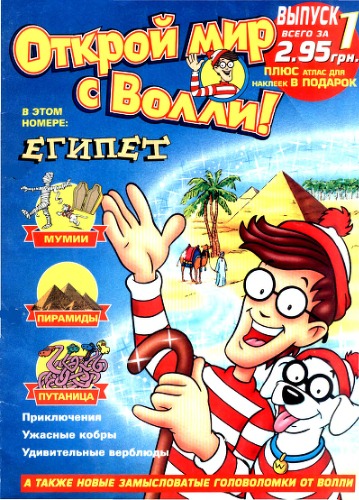 ВЫПУСК 1
ВСЕГО ЗА
2.95 ГРН.
ПЛЮС АТЛАС ДЛЯ
НАКЛЕЕК В ПОДАРОК
Открой мир
с Волли!
В ЭТОМ
НОМЕРЕ:
ЕГИПЕТ
МУМИИ
ПИРАМИДЫ
ПУТАНИЦА
Приключения
Ужасные кобры
Удивительные верблюды
А ТАКЖЕ НОВЫЕ ЗАМЫСЛОВАТЫЕ ГОЛОВОЛОМКИ ОТ ВОЛЛИ